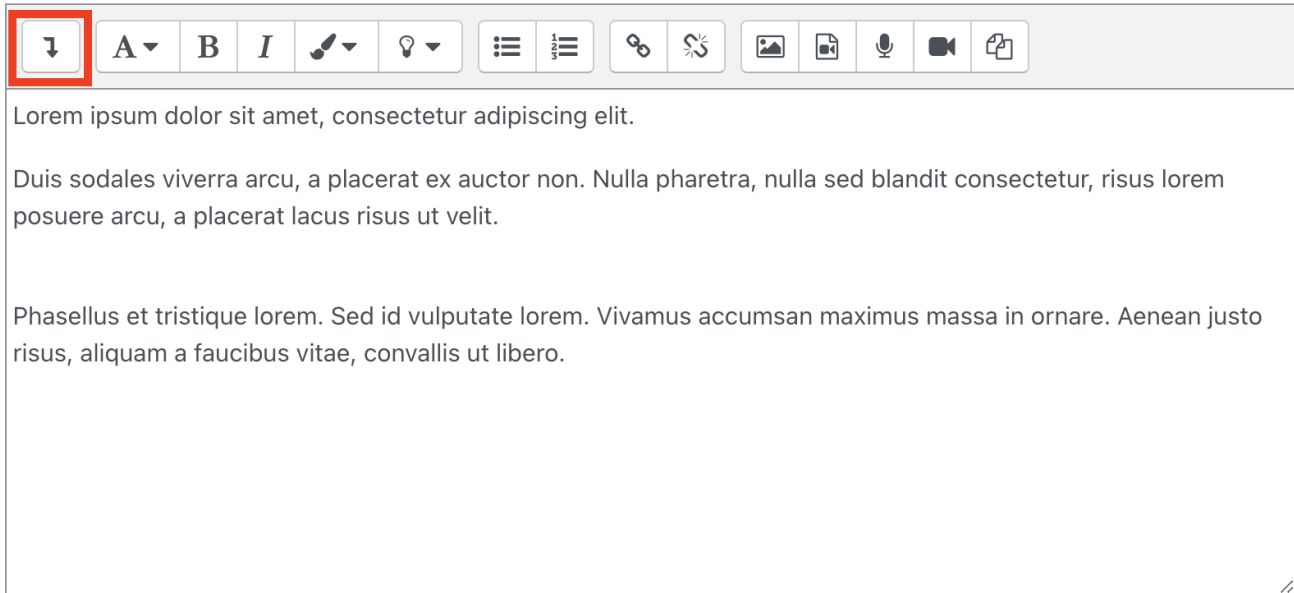 A B I
Lorem ipsum dolor sit amet, consectetur adipiscing elit.
Duis sodales viverra arcu, a placerat ex auctor non. Nulla pharetra, nulla sed blandit consectetur, risus lorem
posuere arcu, a placerat lacus risus ut velit.
Phasellus et tristique lorem. Sed id vulputate lorem. Vivamus accumsan maximus massa in ornare. Aenean justo
risus, aliquam a faucibus vitae, convallis ut libero.